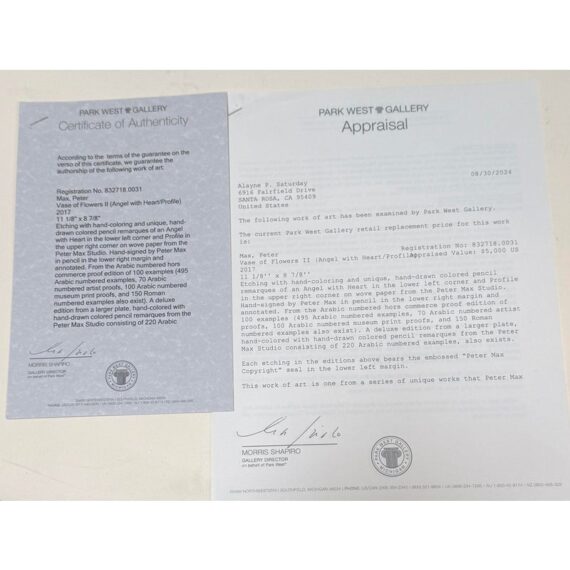 PARK WEST GALLERY
Certificate of Authenticity
According to the terms of the guarantee on the
verso of this certificate, we guarantee the
authorship of the following work of art:
Registration No. 832718.0031
Max, Peter
Vase of Flowers II (Angel with Heart/Profile)
2017
11 1/8" x 8 7/8"
Etching with hand-coloring and unique, hand-
drawn colored pencil remarques of an Angel
with Heart in the lower left corner and Profile in
the upper right corner on wove paper from the
Peter Max Studio. Hand-signed by Peter Max
in pencil in the lower right margin and
annotated. From the Arabic numbered hors
commerce proof edition of 100 examples (495
Arabic numbered examples, 70 Arabic
numbered artist proofs, 100 Arabic numbered
museum print proofs, and 150 Roman
numbered examples also exist). A deluxe
edition from a larger plate, hand-colored with
hand-drawn pencil remarques from the
Peter Max Studio consisting of 220 Arabic
MORRIS SHAPIRO
GALLERY DIRECTOR
on behalf of Park West
PARK WEST GALLERY
Appraisal
08/30/2024
Alayne P. Saturday
6916 Fairfield Drive
SANTA ROSA, CA 95409
United States
The following work of art has been examined by Park West Gallery.
The current Park West Gallery retail replacement price for this work
is:
Registration No: 832718.0031
Max, Peter
Vase of Flowers II (Angel with Heart/Profile) Appraised Value: $5,000 US
2017
11 1/8'' x 8 7/8''
Etching with hand-coloring and unique, hand-drawn colored pencil
remarques of an Angel with Heart in the lower left corner and Profile
in the upper right corner on wove paper from the Peter Max Studio.
Hand-signed by Peter Max in pencil in the lower right margin and
annotated. From the Arabic numbered hors commerce proof edition of
100 examples (495 Arabic numbered examples, 70 Arabic numbered artist
proofs, 100 Arabic numbered museum print proofs, and 150 Roman
numbered examples also exist). A deluxe edition from a larger plate,
hand-colored with hand-drawn pencil remarques from the Peter
Max Studio consisting of 220 Arabic numbered examples, also exists.
Each etching in the editions above bears the embossed "Peter Max
Copyright" seal in the lower left margin.
This work of art is one from a series of unique works that Peter Max
MORRIS SHAPIRO
GALLERY DIRECTOR
on behalf of Park West
PARK WEST GALLERY
MICHIGAN